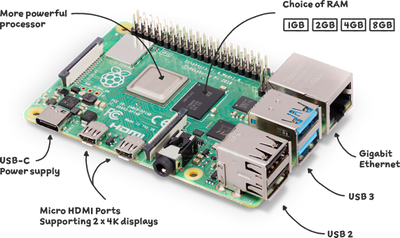 More powerful
processor
Choice of RAM
1GB 2GB 4GB 8GB
HDMI
USB-C
Power supply
Micro HDMI Ports
Supporting 2 x 4K displays
Gigabit
Ethernet
USB 3
USB 2